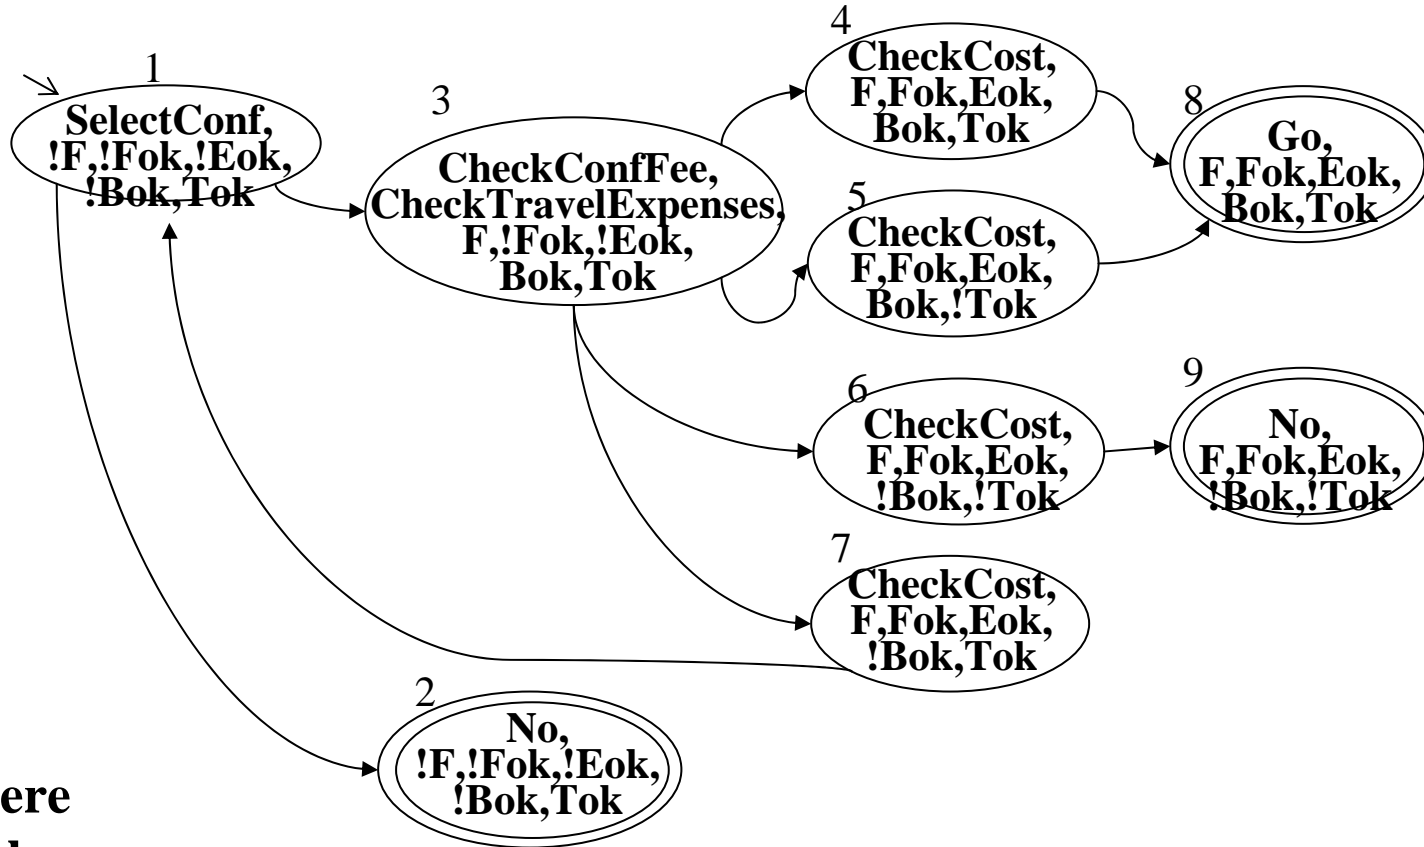 1
SelectConf,
!F,!Fok,!Eok,
!Bok,Tok
3
CheckConfFee,
CheckTravelExpenses,
F,!Fok,!Eok,
Bok,Tok
4
CheckCost,
F,Fok,Eok,
Bok,Tok
8
Go,
F,Fok,Eok,
Bok,Tok
5
CheckCost,
F,Fok,Eok,
Bok,!Tok
6
CheckCost,
F,Fok,Eok,
!Bok,!Tok
9
No,
F,Fok,Eok,
!Bok,!Tok
7
CheckCost,
F,Fok,Eok,
!Bok,Tok
2
No,
!F,!Fok,!Eok,
!Bok,Tok
ere